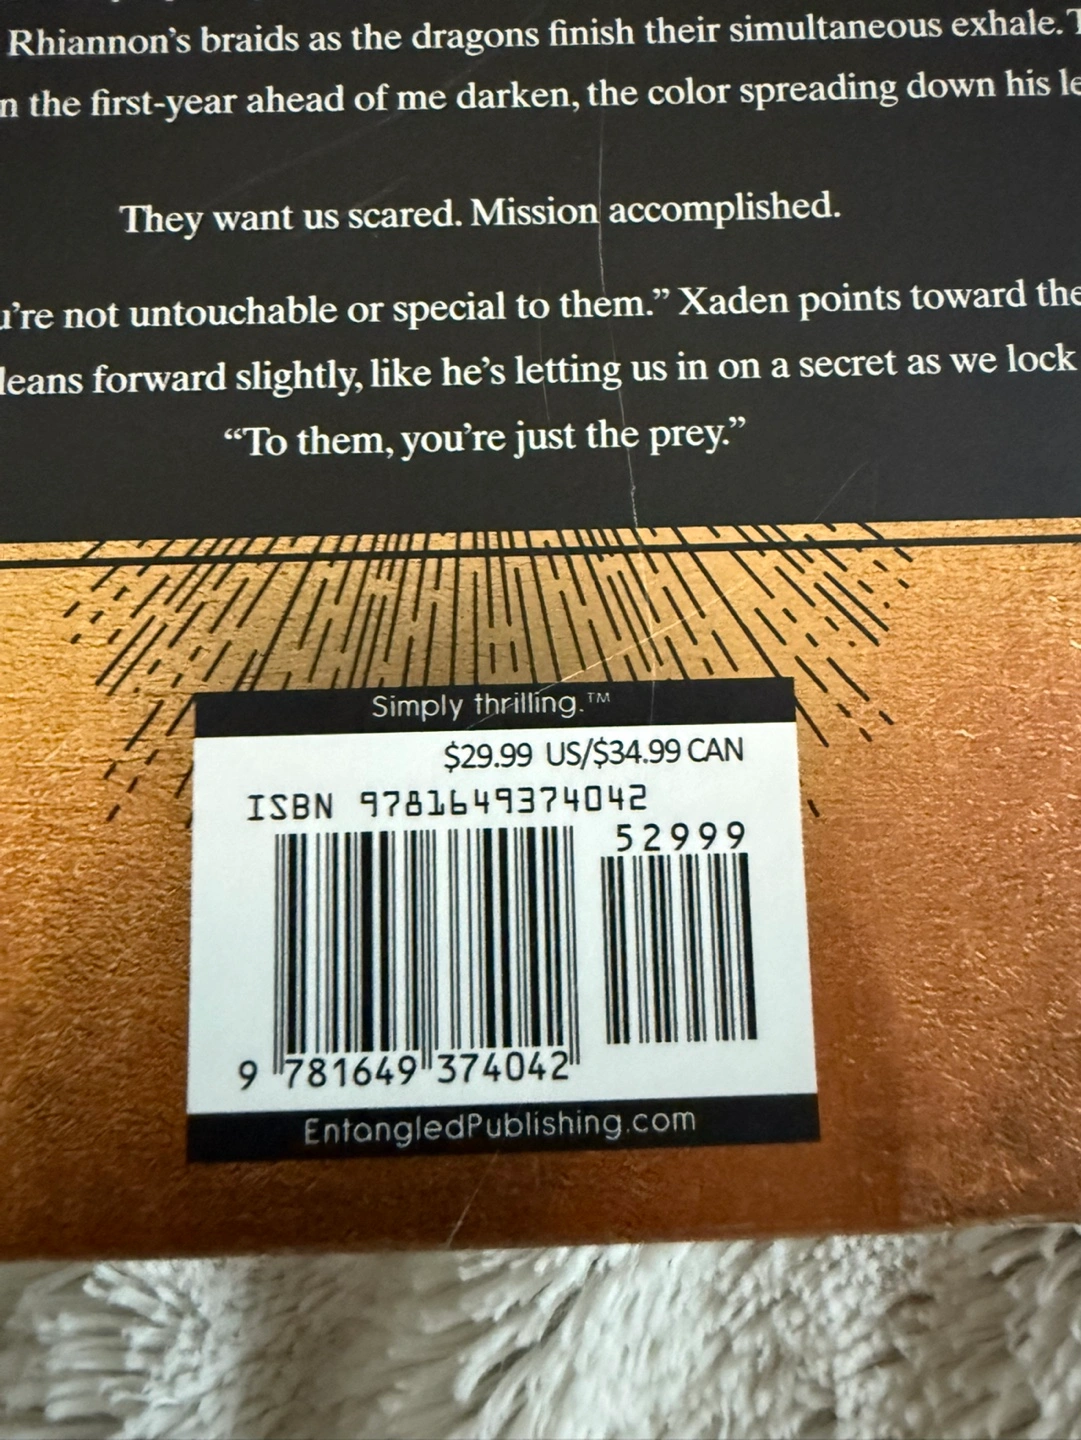 Rhiannon's braids as the dragons finish their simultaneous exhale.
the first-year ahead of me darken, the color spreading down his
They want us scared. Mission accomplished.
not untouchable or special to them.” Xaden points toward the
leans forward slightly, like he's letting us in on a secret as we lock
“To them, you're just the prey.”
Simply thrilling.™
$29.99 US/$34.99 CAN
ISBN 9781649374042
52999
9 781649 374042
EntangledPublishing.com